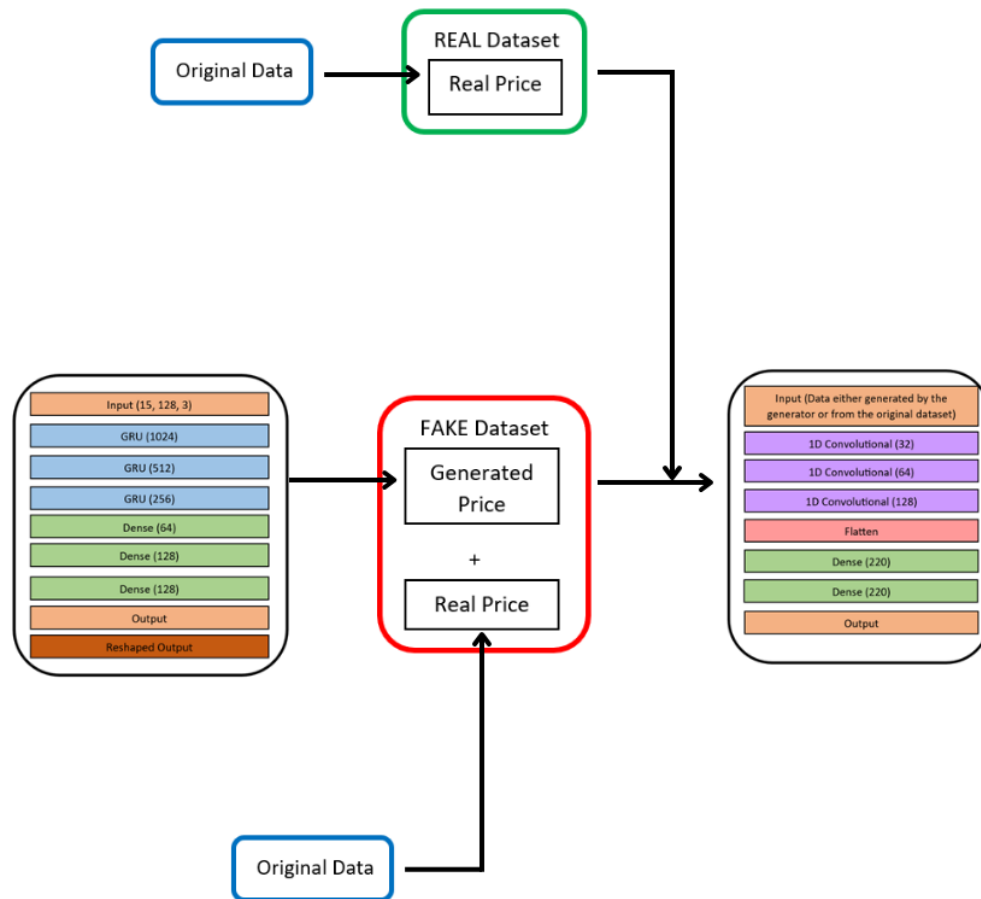 Original Data
REAL Dataset
Real Price
Input (15, 128, 3)
GRU (1024)
GRU (512)
GRU (256)
Dense (64)
Dense (128)
Dense (128)
Output
Reshaped Output
FAKE Dataset
Generated
Price
+
Real Price
Input (Data either generated by the
generator or from the original dataset)
1D Convolutional (32)
1D Convolutional (64)
1D Convolutional (128)
Flatten
Dense (220)
Dense (220)
Output
Original Data